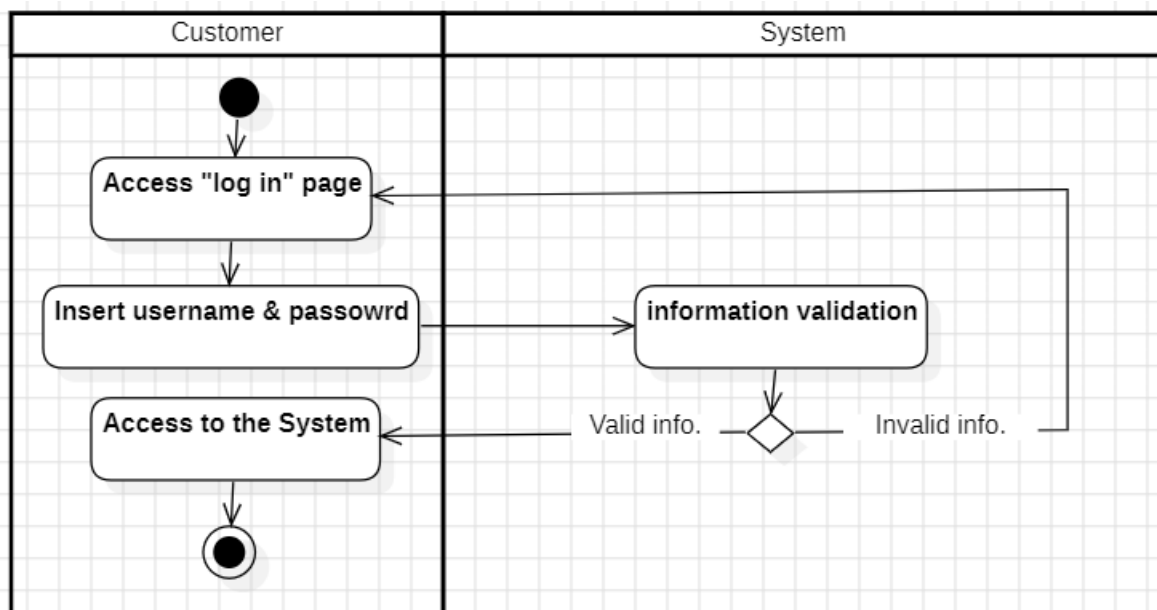 Customer
System
Access "log in" page
Insert username & passowrd
information validation
Access to the System
Valid info.
Invalid info.